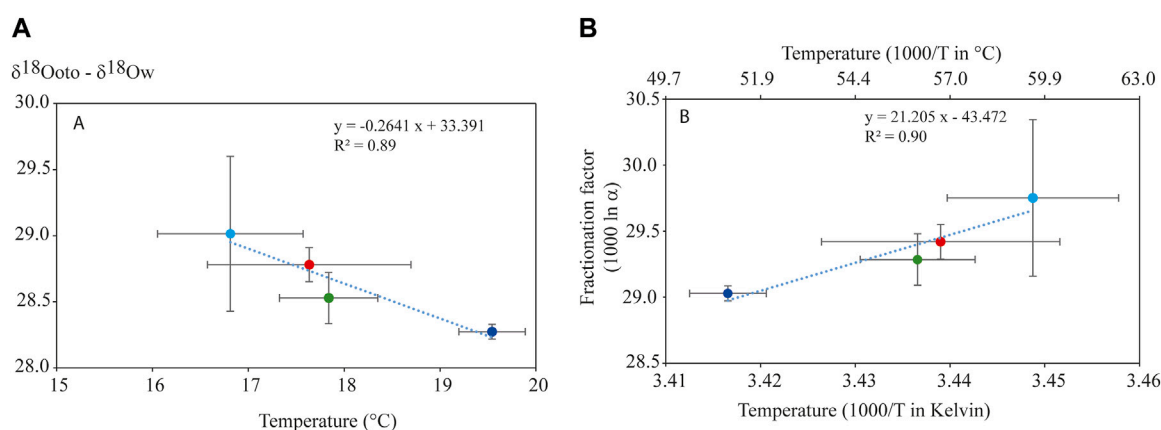 A
δ18Ooto - δ18Ow
30.0
29.5
29.0
28.5
28.0
A
y = -0.2641 x + 33.391
R² = 0.89
15 16 17 18 19 20
Temperature (°C)
B
Temperature (1000/T in °C)
49.7 51.9 54.4 57.0 59.9 63.0
Fractionation factor
(1000 ln α)
30.5
30.0
29.5
29.0
28.5
B
y = 21.205 x - 43.472
R² = 0.90
3.41 3.42 3.43 3.44 3.45 3.46
Temperature (1000/T in Kelvin)